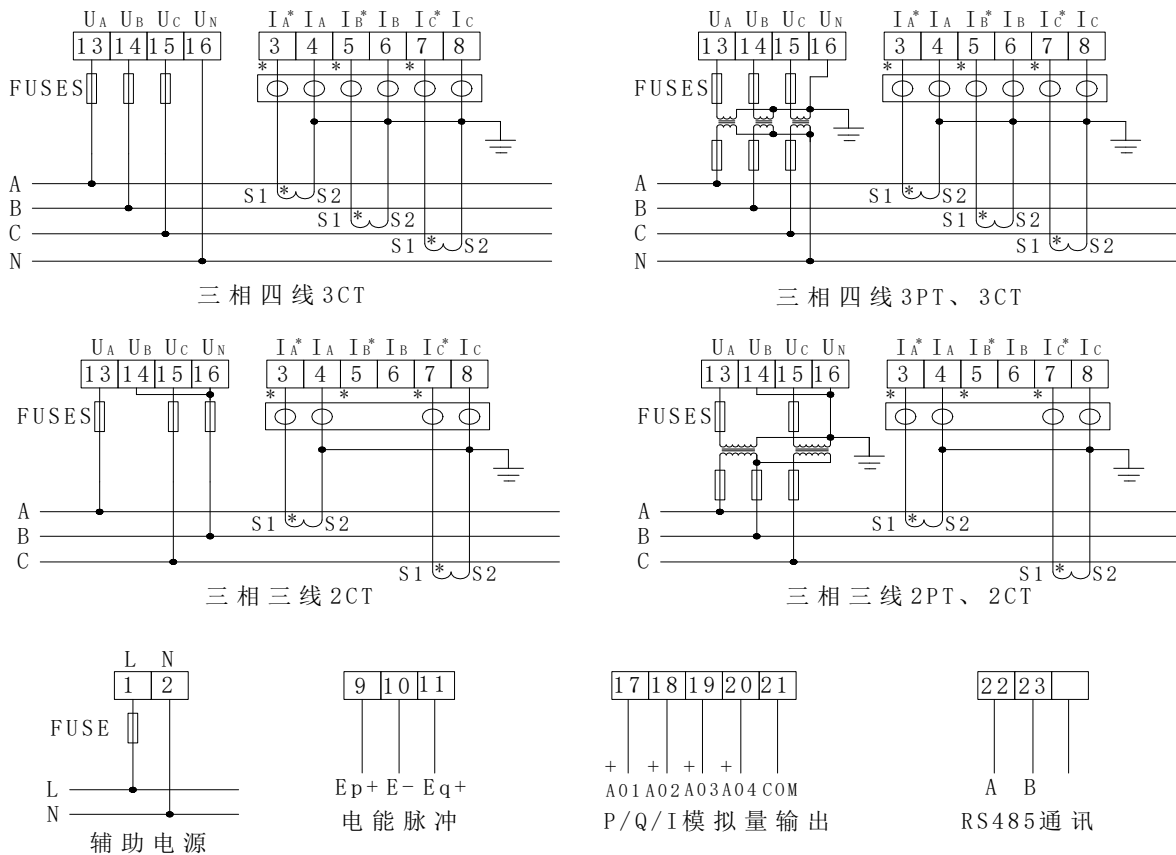 UA UB UC UN IA* IA IB* IB IC* IC
13 14 15 16 3 4 5 6 7 8
* * *
FUSES
A
B
C
N
S1 * S2
S1 * S2
S1 * S2
三相四线3CT
UA UB UC UN IA* IA IB* IB IC* IC
13 14 15 16 3 4 5 6 7 8
* * *
FUSES
A
B
C
N
S1 * S2
S1 * S2
S1 * S2
三相四线3PT、3CT
UA UB UC UN IA* IA IB* IB IC* IC
13 14 15 16 3 4 5 6 7 8
* * *
FUSES
A
B
C
S1 * S2
S1 * S2
三相三线2CT
UA UB UC UN IA* IA IB* IB IC* IC
13 14 15 16 3 4 5 6 7 8
* * *
FUSES
A
B
C
S1 * S2
S1 * S2
三相三线2PT、2CT
L N
1 2
FUSE
L
N
辅助电源
9 10 11
Ep+ E- Eq+
电能脉冲
17 18 19 20 21
+ + + +
A01 A02 A03 A04 COM
P/Q/I模拟量输出
22 23
A B
RS485通讯